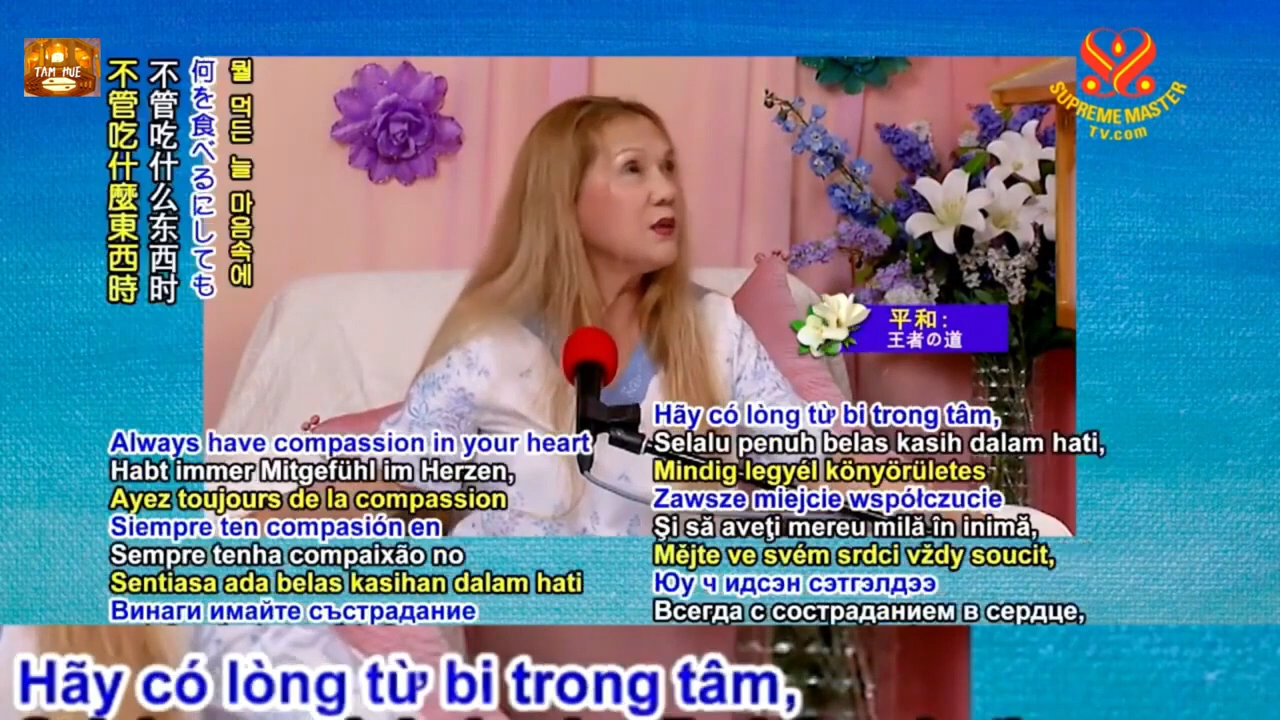 TAM HUE
不管吃什麼東西時
不管吃什么东西时
何を食べるにしても
뭘 먹든 늘 마음속에
SUPREME MASTER
TV.com
平和:
王者の道
Always have compassion in your heart
Habt immer Mitgefühl im Herzen,
Ayez toujours de la compassion
Siempre ten compasión en
Sempre tenha compaixão no
Sentiasa ada belas kasihan dalam hati
Винаги имайте състрадание
Hãy có lòng từ bi trong tâm,
Selalu penuh belas kasih dalam hati,
Mindig legyél könyörületes
Zawsze miejcie współczucie
Şi să aveţi mereu milă în inimă,
Mějte ve svém srdci vždy soucit,
Юу ч идсэн сэтгэлдээ
Всегда с состраданием в сердце,
Hãy có lòng từ bi trong tâm,